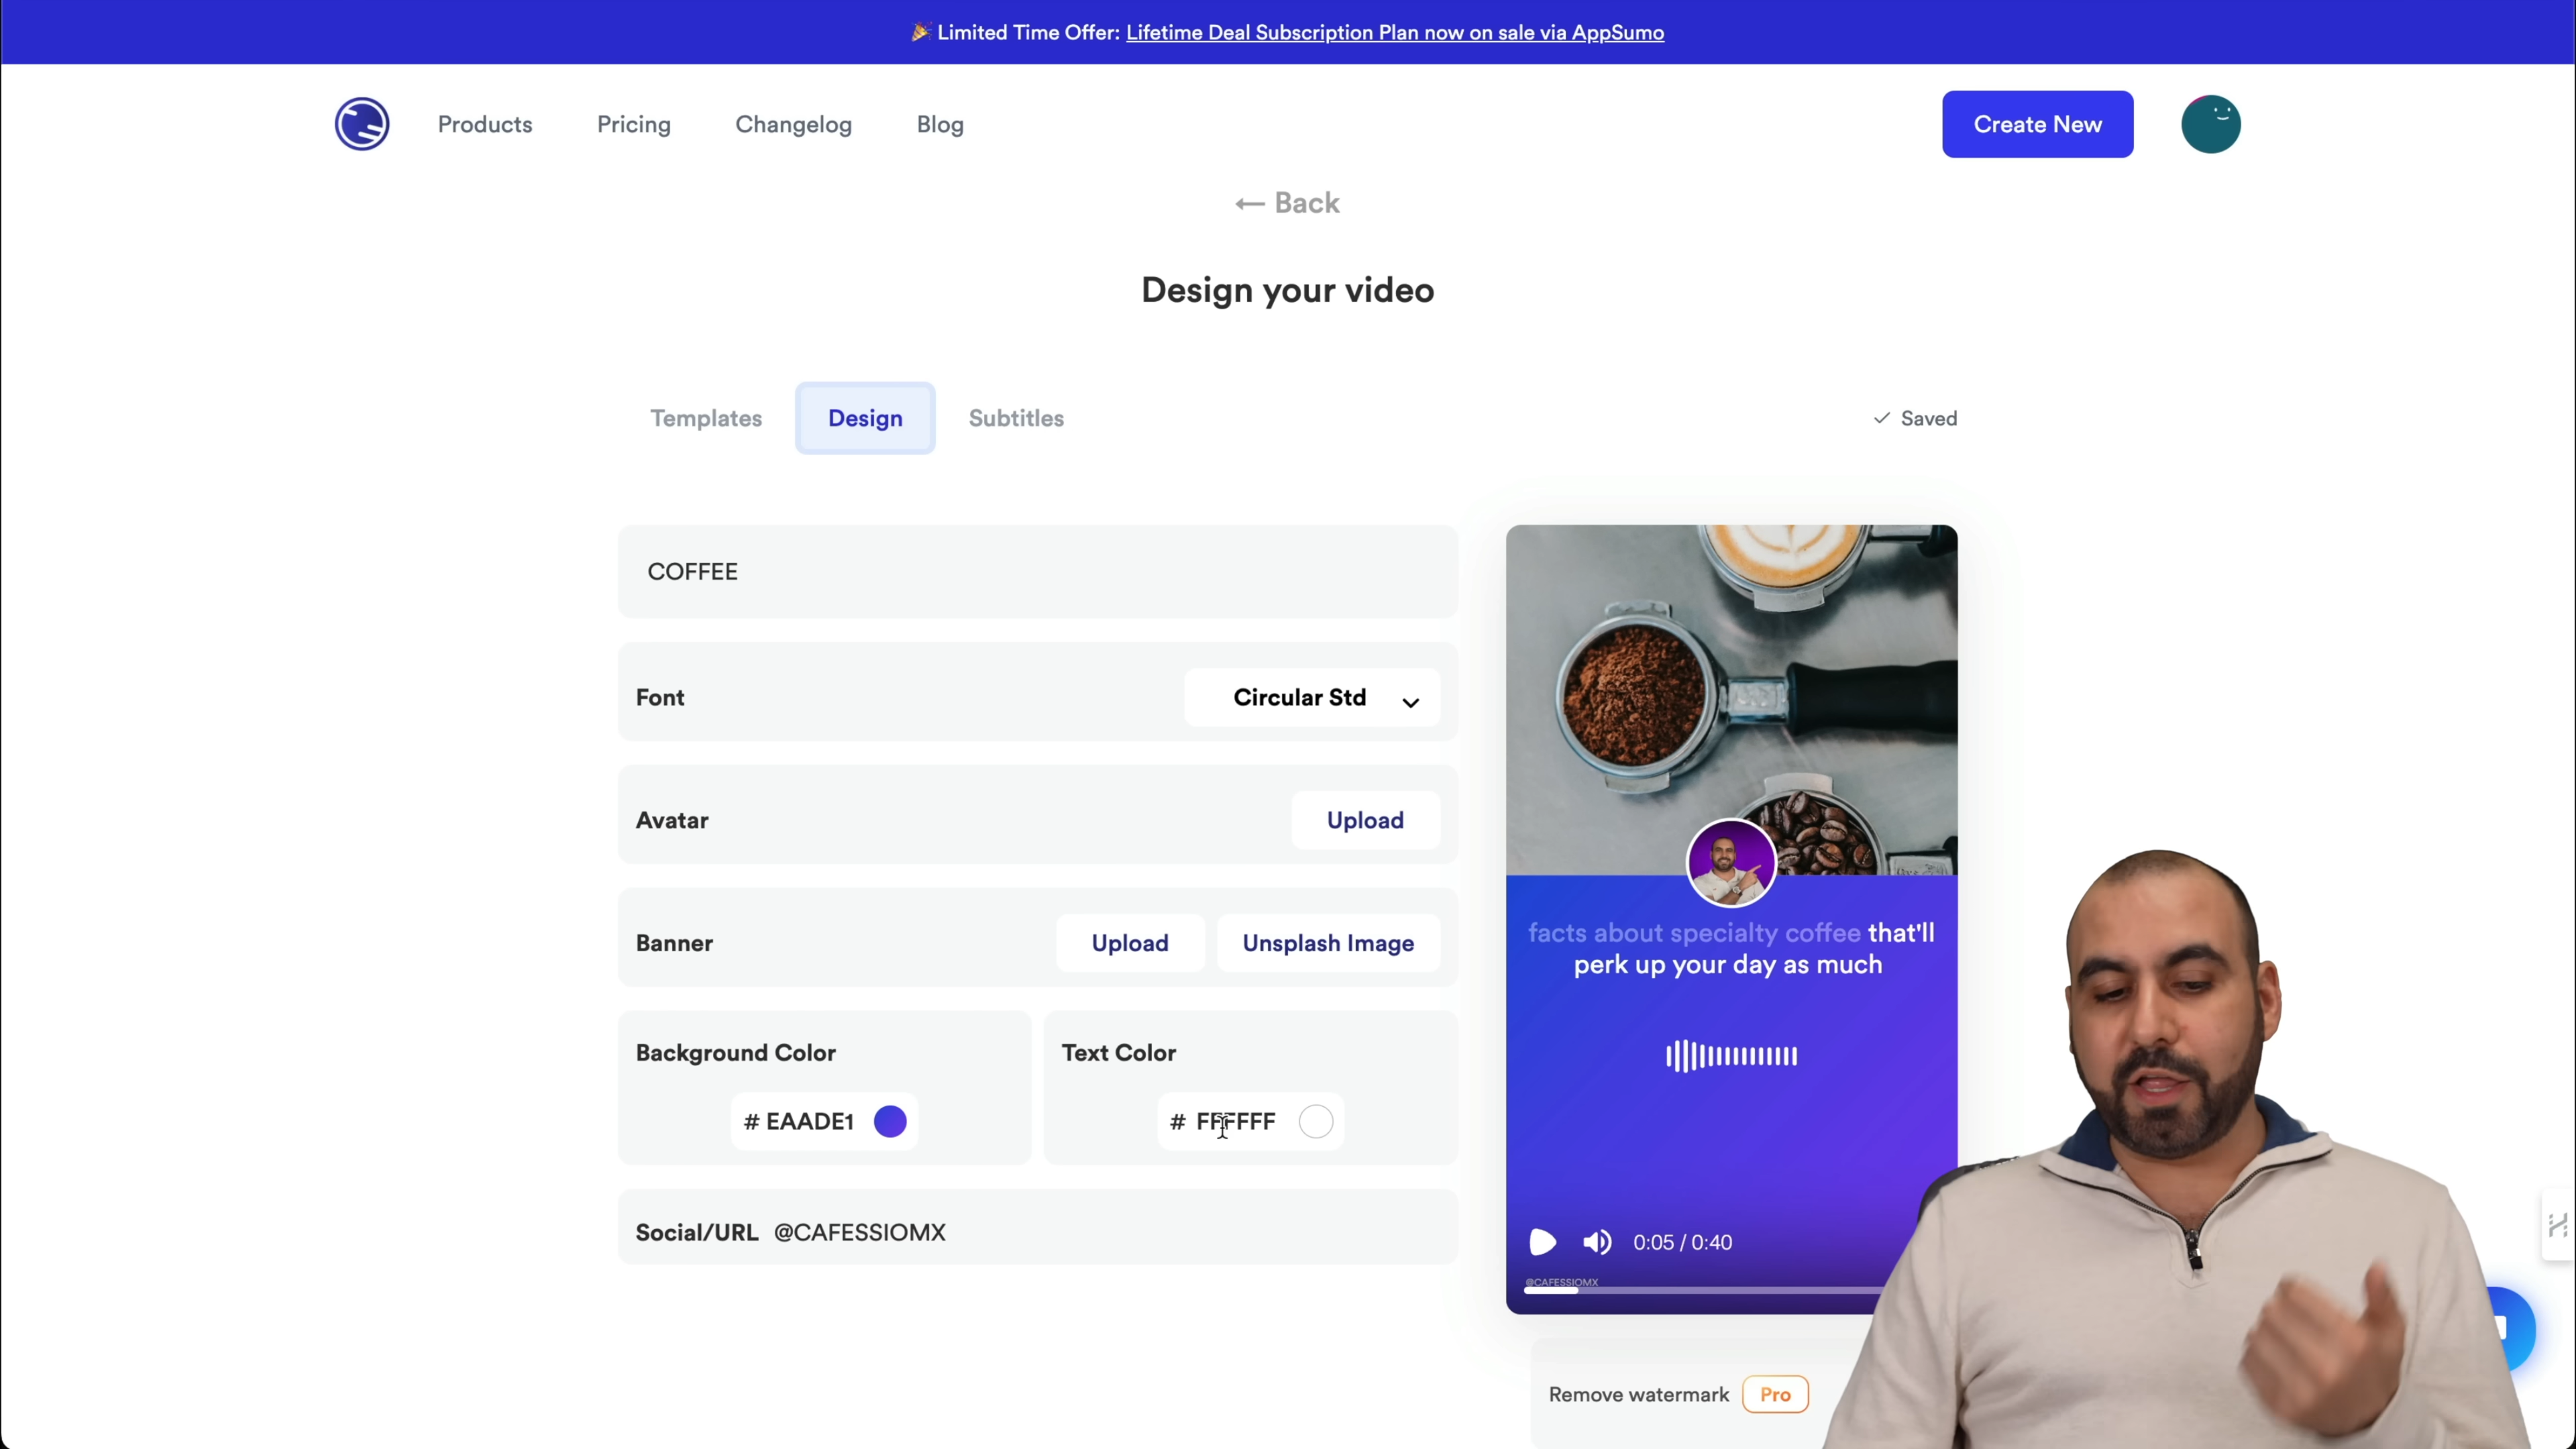 🎉 Limited Time Offer: Lifetime Deal Subscription Plan now on sale via AppSumo
Products
Pricing
Changelog
Blog
Create New
← Back
Design your video
Templates
Design
Subtitles
✓ Saved
COFFEE
Font
Circular Std
Avatar
Upload
Banner
Upload
Unsplash Image
Background Color
# EAADE1
Text Color
# FFFFFF
Social/URL @CAFESSIOMX
facts about specialty coffee that'll
perk up your day as much
0:05 / 0:40
@CAFESSIOMX
Remove watermark
Pro